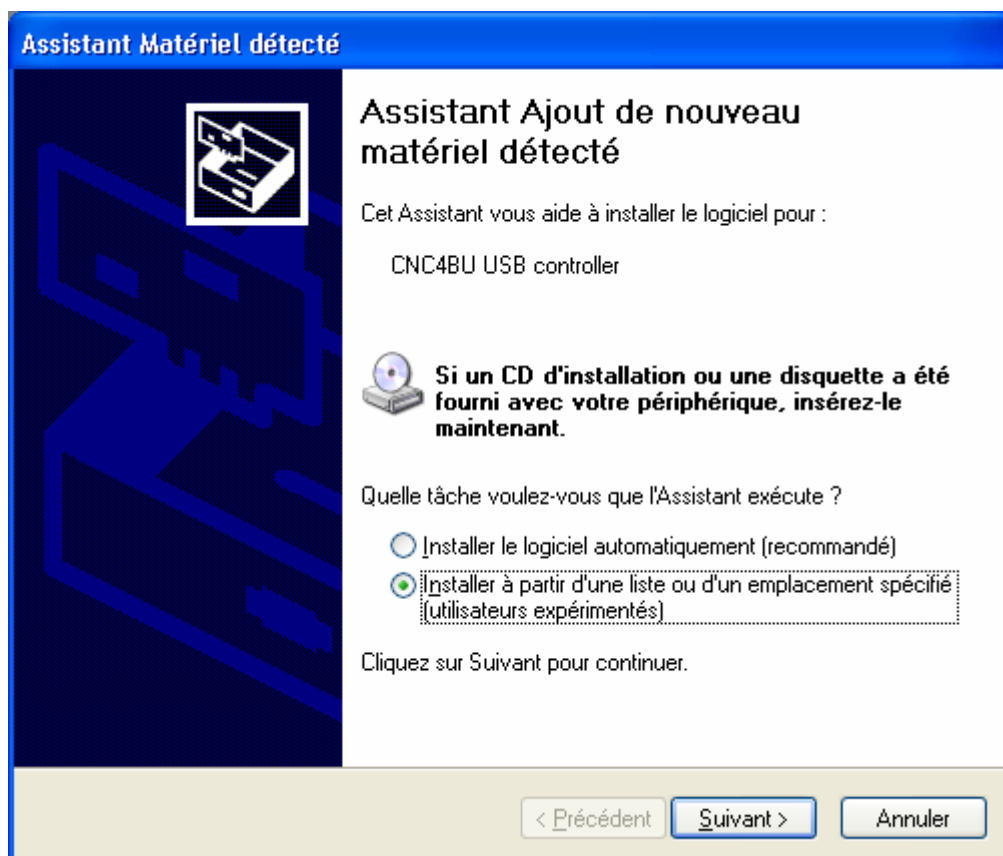 Assistant Matériel détecté
Assistant Ajout de nouveau
matériel détecté
Cet Assistant vous aide à installer le logiciel pour :
CNC4BU USB controller
Si un CD d'installation ou une disquette a été
fourni avec votre périphérique, insérez-le
maintenant.
Quelle tâche voulez-vous que l'Assistant exécute ?
Installer le logiciel automatiquement (recommandé)
Installer à partir d'une liste ou d'un emplacement spécifié
(utilisateurs expérimentés)
Cliquez sur Suivant pour continuer.
< Précédent
Suivant >
Annuler